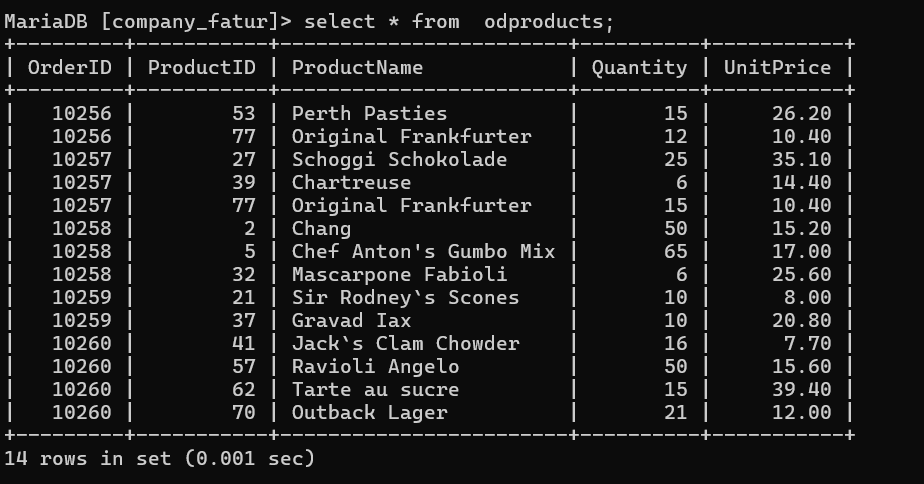 MariaDB [company_fatur]> select * from  odproducts;
+---------+-----------+------------------------+----------+-----------+
| OrderID | ProductID | ProductName            | Quantity | UnitPrice |
+---------+-----------+------------------------+----------+-----------+
|   10256 |        53 | Perth Pasties          |       15 |     26.20 |
|   10256 |        77 | Original Frankfurter   |       12 |     10.40 |
|   10257 |        27 | Schoggi Schokolade     |       25 |     35.10 |
|   10257 |        39 | Chartreuse             |        6 |     14.40 |
|   10257 |        77 | Original Frankfurter   |       15 |     10.40 |
|   10258 |         2 | Chang                  |       50 |     15.20 |
|   10258 |         5 | Chef Anton's Gumbo Mix |       65 |     17.00 |
|   10258 |        32 | Mascarpone Fabioli     |        6 |     25.60 |
|   10259 |        21 | Sir Rodney`s Scones    |       10 |      8.00 |
|   10259 |        37 | Gravad Iax             |       10 |     20.80 |
|   10260 |        41 | Jack`s Clam Chowder    |       16 |      7.70 |
|   10260 |        57 | Ravioli Angelo         |       50 |     15.60 |
|   10260 |        62 | Tarte au sucre         |       15 |     39.40 |
|   10260 |        70 | Outback Lager          |       21 |     12.00 |
+---------+-----------+------------------------+----------+-----------+
14 rows in set (0.001 sec)